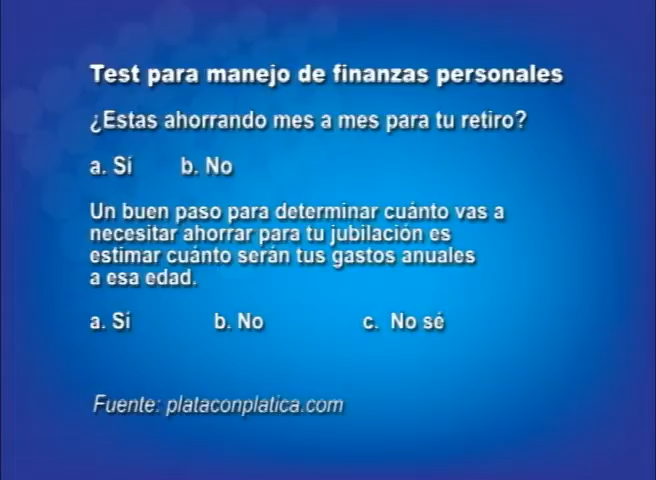 Test para manejo de finanzas personales
¿Estas ahorrando mes a mes para tu retiro?
a. Sí b. No
Un buen paso para determinar cuánto vas a
necesitar ahorrar para tu jubilación es
estimar cuánto serán tus gastos anuales
a esa edad.
a. Sí b. No c. No sé
Fuente: plataconplatica.com